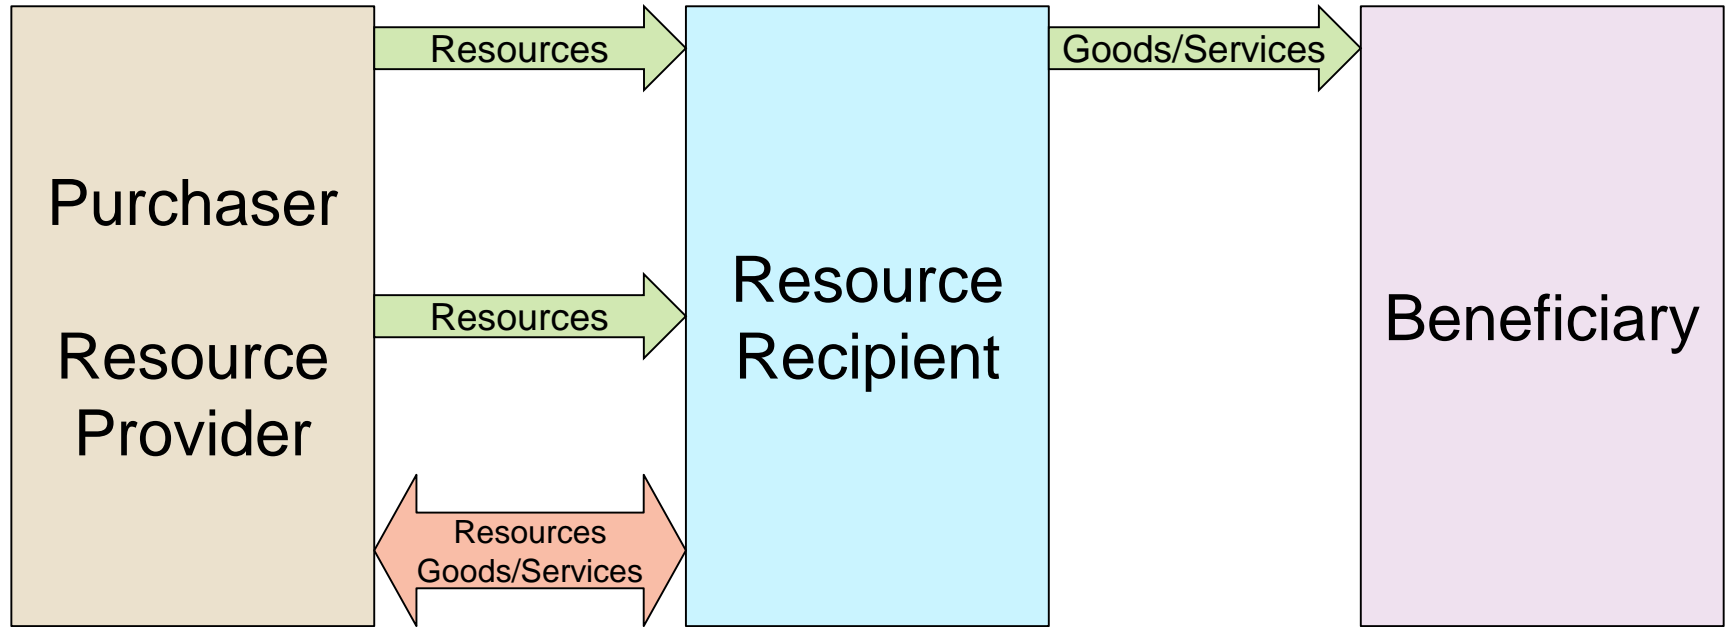 Resources
Goods/Services
Purchaser
Resource
Provider
Resources
Resource
Recipient
Beneficiary
Resources
Goods/Services